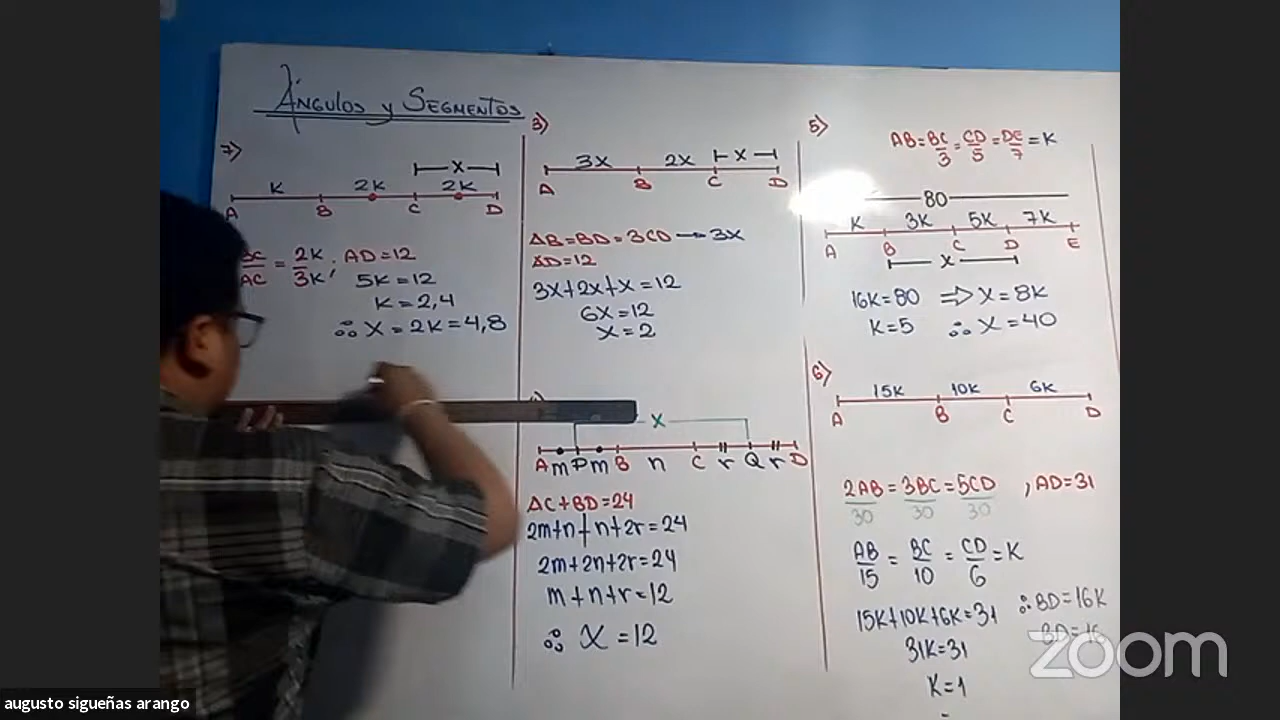 Ángulos y Segmentos
7)
x
K 2K 2K
A B C D
BC/AC = 2K/3K ; AD=12
5K=12
K=2,4
∴ X=2K=4,8
3)
3X 2X X
A B C D
AB=BD=3CD → 3X
AD=12
3X+2X+X=12
6X=12
X=2
X
A m P m B n C r Q r D
AC+BD=24
2m+n+n+2r=24
2m+2n+2r=24
m+n+r=12
∴ X=12
5)
AB=BC/3=CD/5=DE/7=K
80
K 3K 5K 7K
A B C D E
X
16K=80 ⇒ X=8K
K=5 ∴ X=40
6)
15K 10K 6K
A B C D
2AB/30=3BC/30=5CD/30 , AD=31
AB/15=BC/10=CD/6=K
15K+10K+6K=31
31K=31
K=1
∴ BD=16K
BD=16
zoom
augusto sigueñas arango